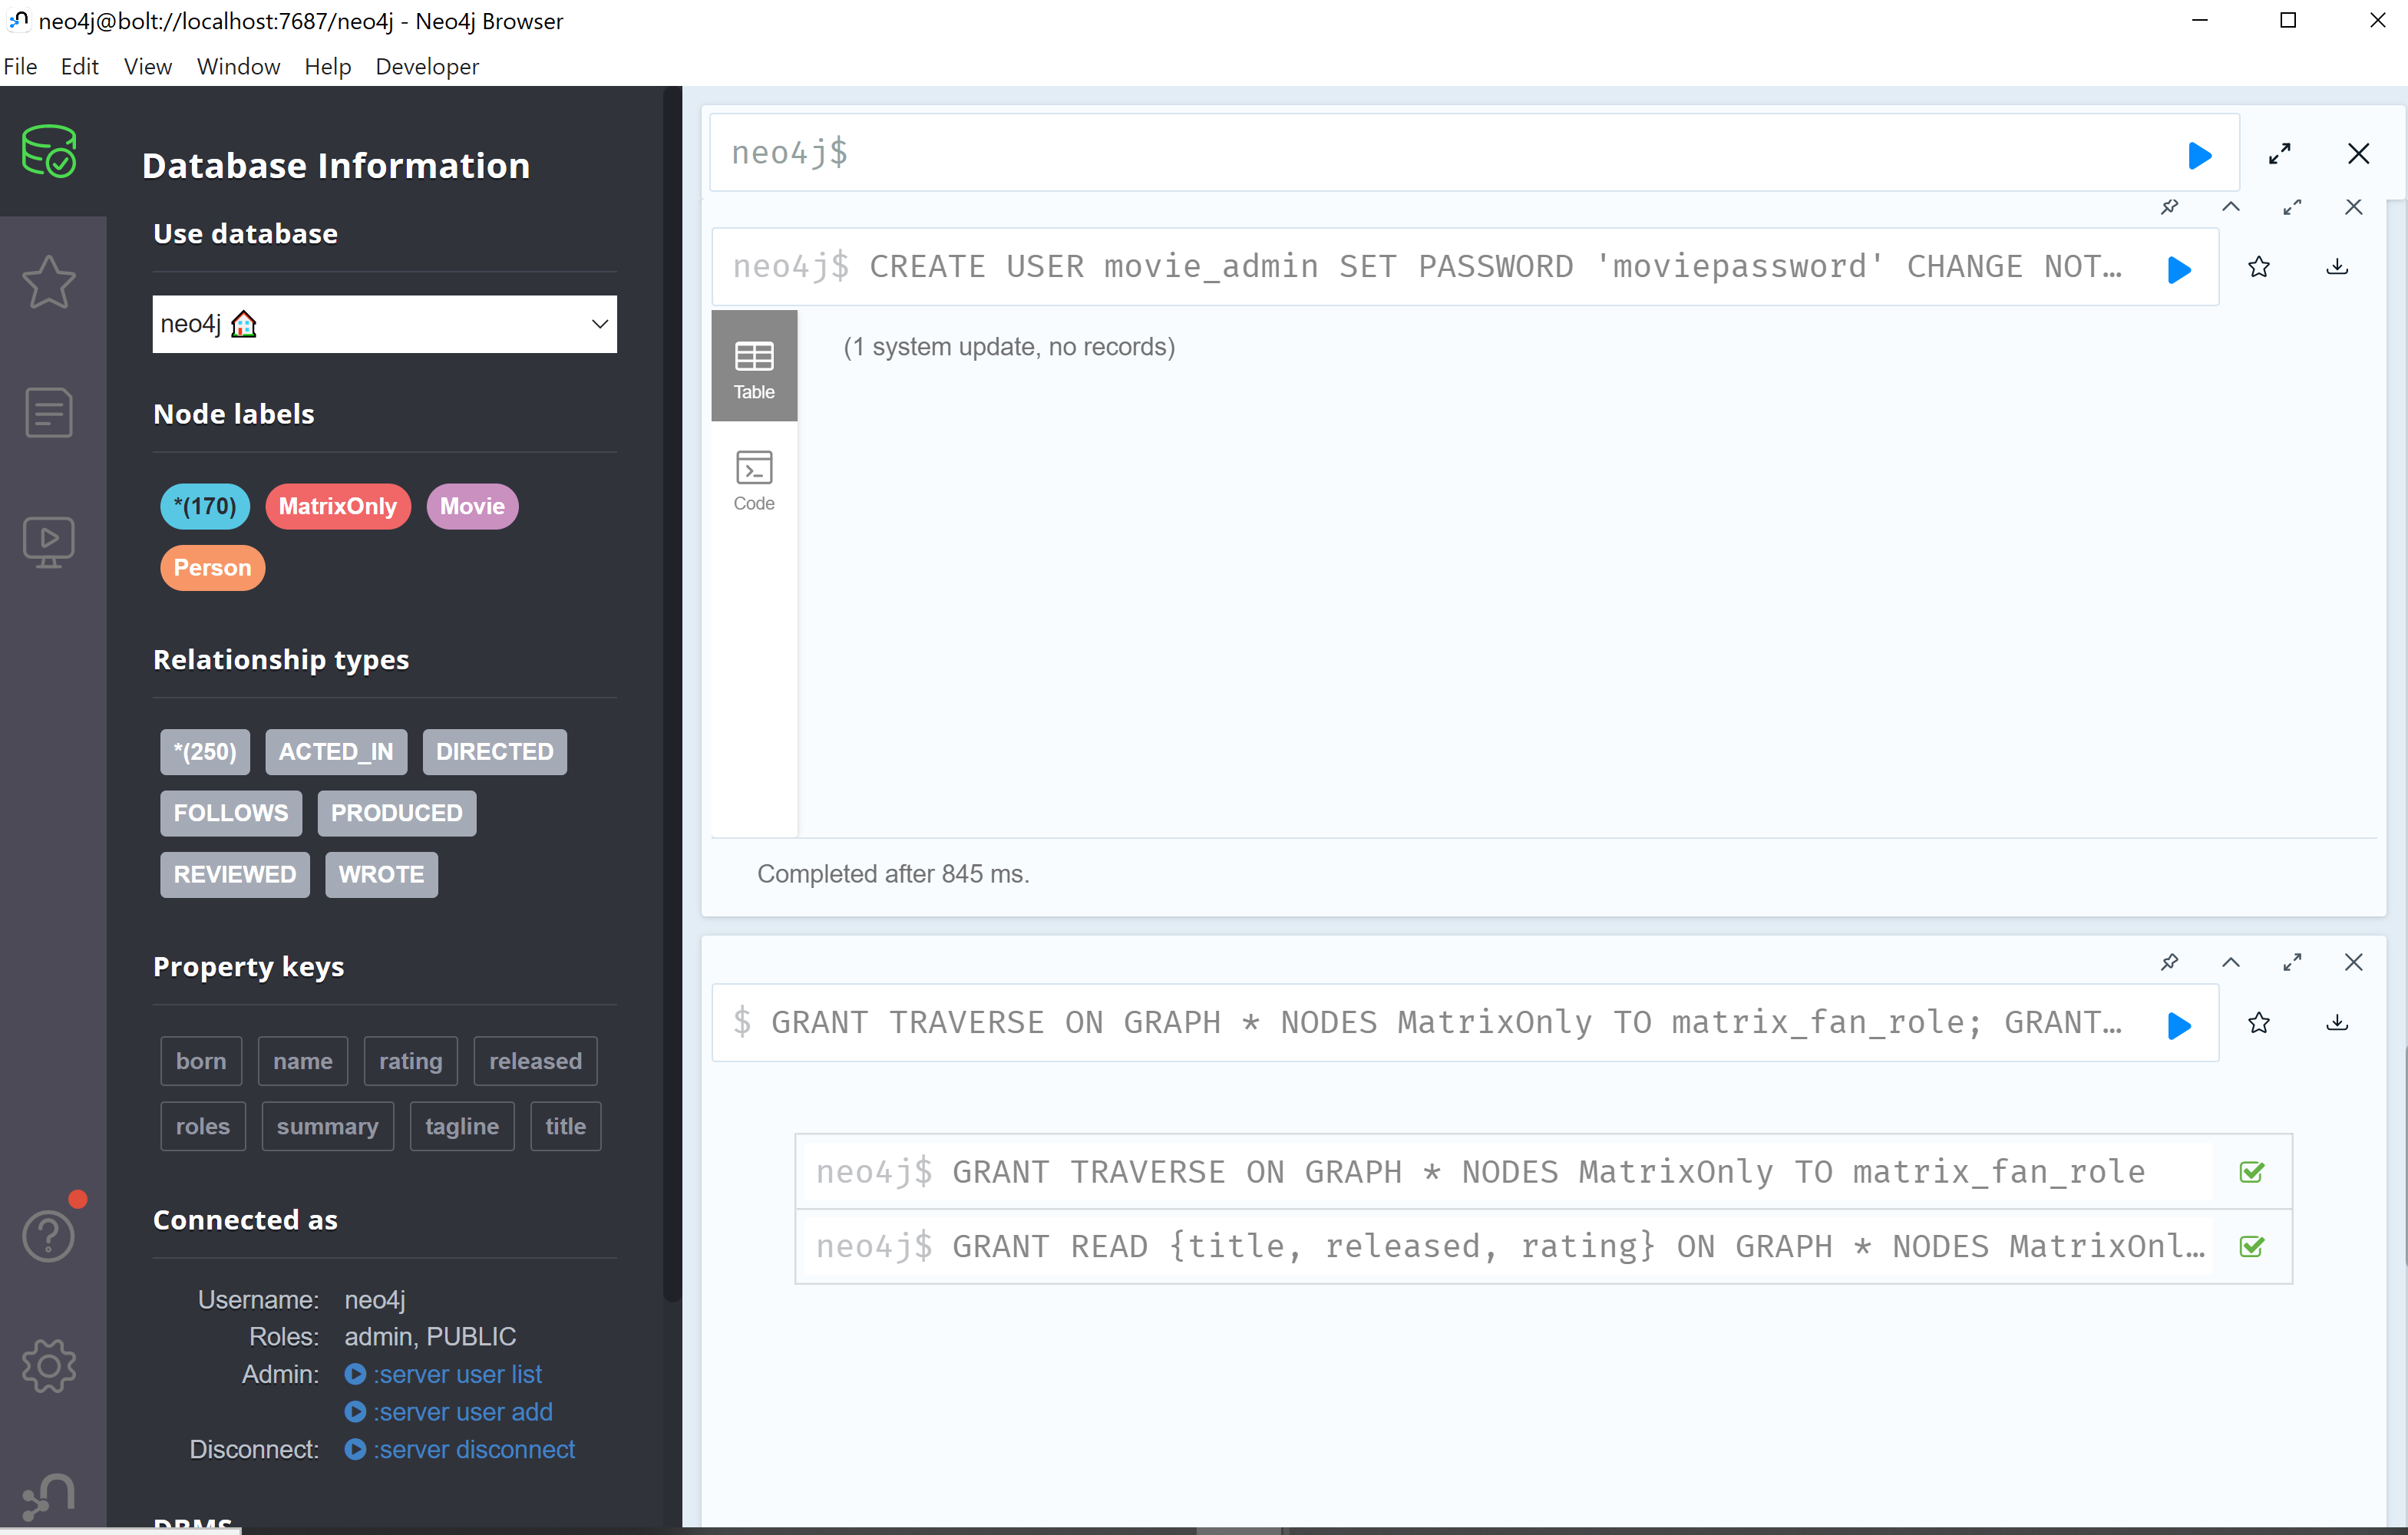 neo4j@bolt://localhost:7687/neo4j - Neo4j Browser
File Edit View Window Help Developer
Database Information
Use database
neo4j
Node labels
*(170) MatrixOnly Movie
Person
Relationship types
*(250) ACTED_IN DIRECTED
FOLLOWS PRODUCED
REVIEWED WROTE
Property keys
born name rating released
roles summary tagline title
Connected as
Username: neo4j
Roles: admin, PUBLIC
Admin: :server user list
:server user add
Disconnect: :server disconnect
DBMS
neo4j$
neo4j$ CREATE USER movie_admin SET PASSWORD 'moviepassword' CHANGE NOT…
Table
(1 system update, no records)
Code
Completed after 845 ms.
$ GRANT TRAVERSE ON GRAPH * NODES MatrixOnly TO matrix_fan_role; GRANT…
neo4j$ GRANT TRAVERSE ON GRAPH * NODES MatrixOnly TO matrix_fan_role
neo4j$ GRANT READ {title, released, rating} ON GRAPH * NODES MatrixOnl…